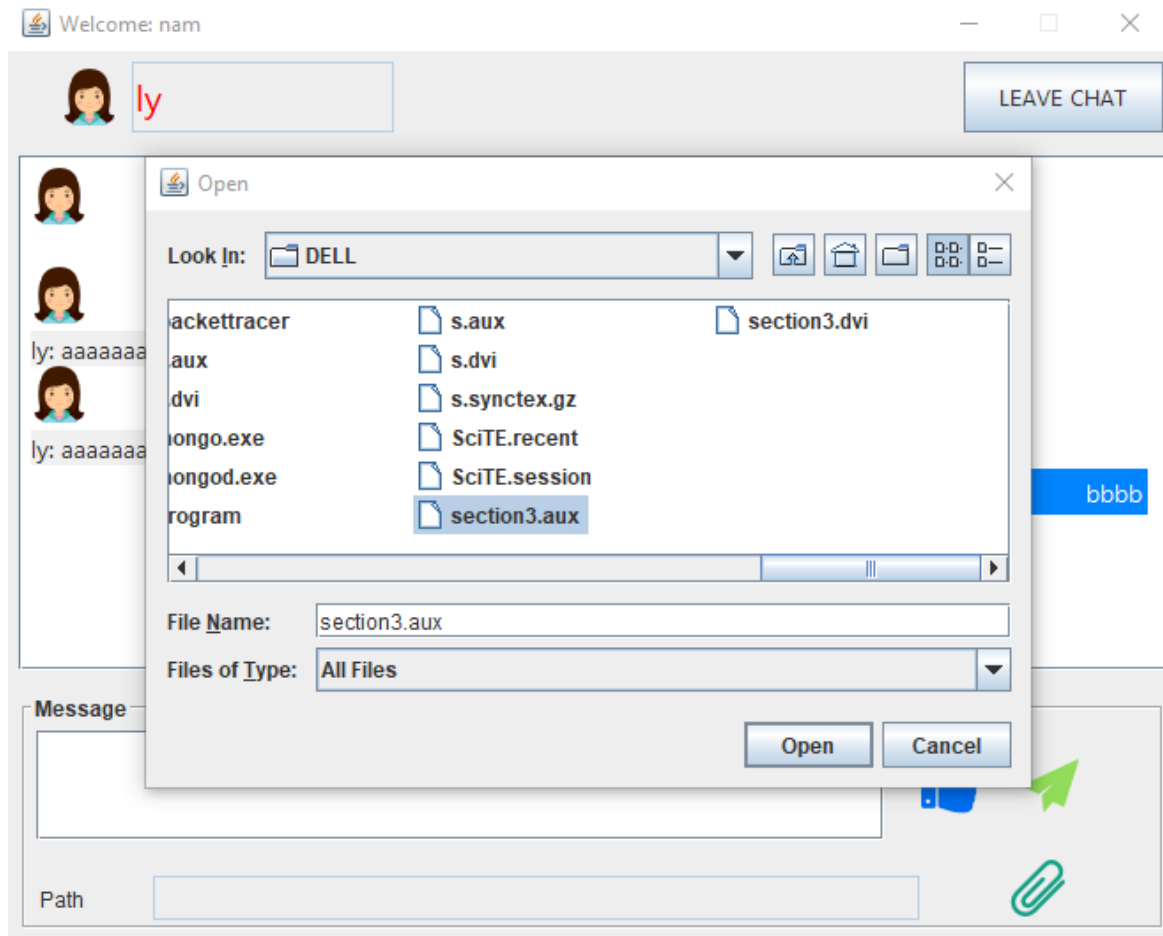 Welcome: nam
ly
LEAVE CHAT
Open
Look In:
DELL
ackettracer
s.aux
section3.dvi
ly: aaaaaaa
.aux
s.dvi
.dvi
s.synctex.gz
ongo.exe
SciTE.recent
ly: aaaaaaa
ongod.exe
SciTE.session
bbbb
rogram
section3.aux
File Name:
section3.aux
Files of Type:
All Files
Message
Open
Cancel
Path